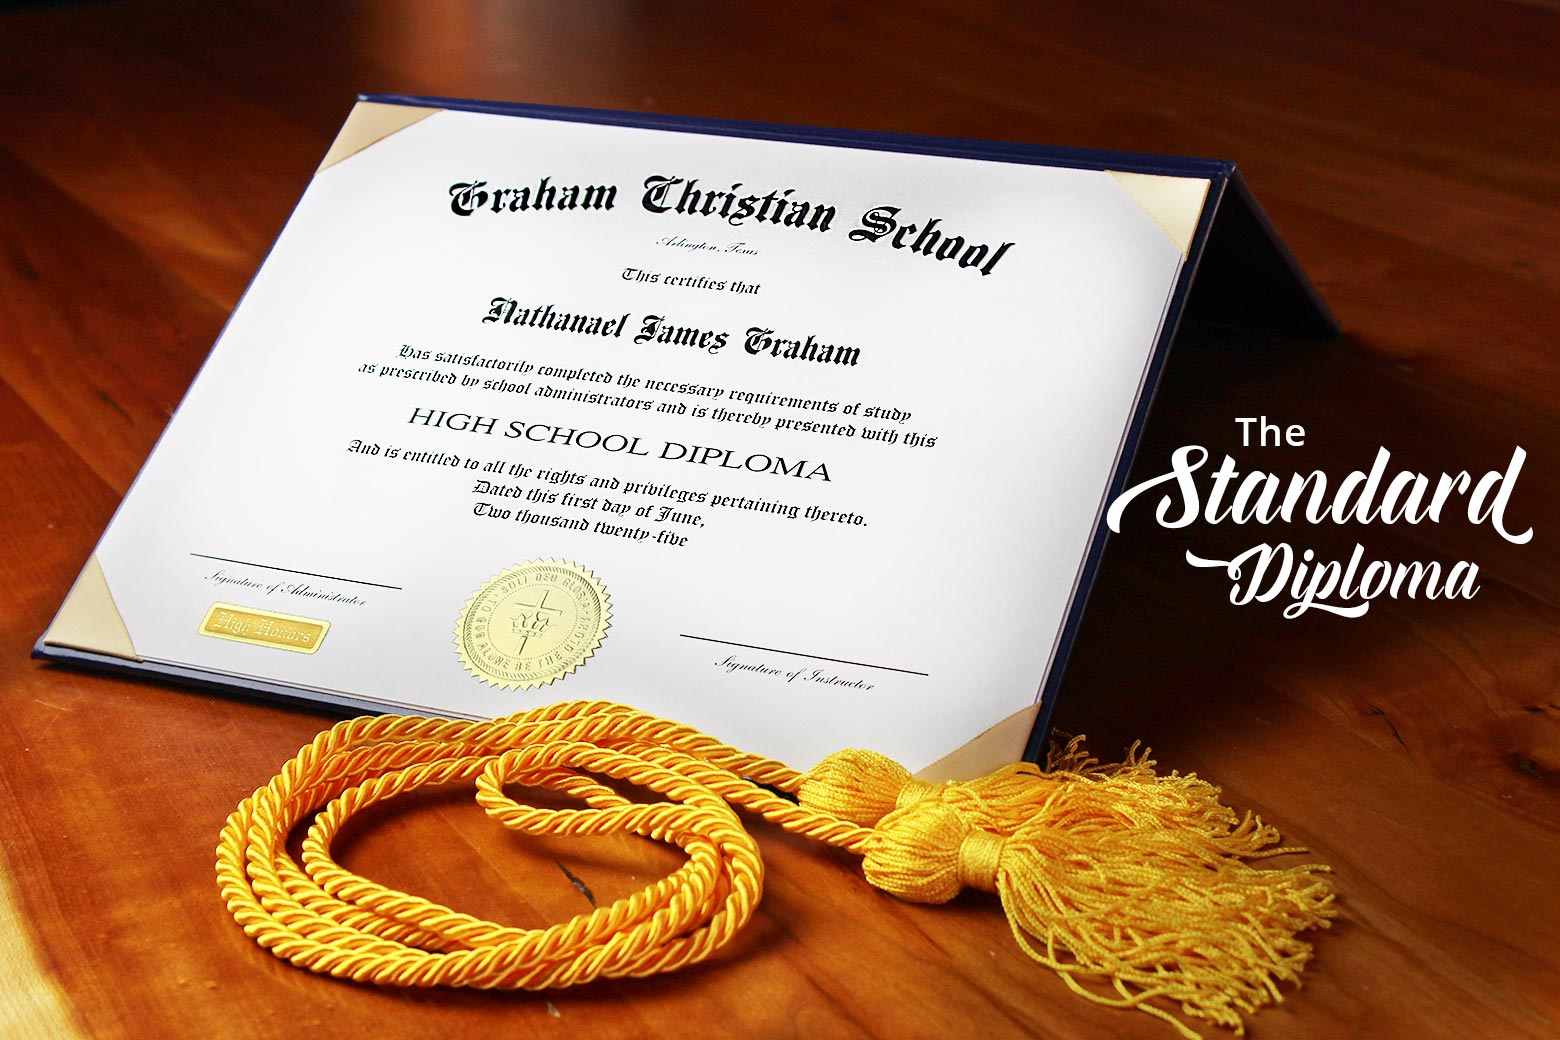 Graham Christian School
Arlington, Texas
This certifies that
Nathanael James Graham
Has satisfactorily completed the necessary requirements of study
as prescribed by school administrators and is thereby presented with this
HIGH SCHOOL DIPLOMA
And is entitled to all the rights and privileges pertaining thereto.
Dated this first day of June,
Two thousand twenty-five
Signature of Administrator
High Honors
SOLI DEO GLORIA
TO GOD ALONE BE THE GLORY
Signature of Instructor
The
Standard
Diploma